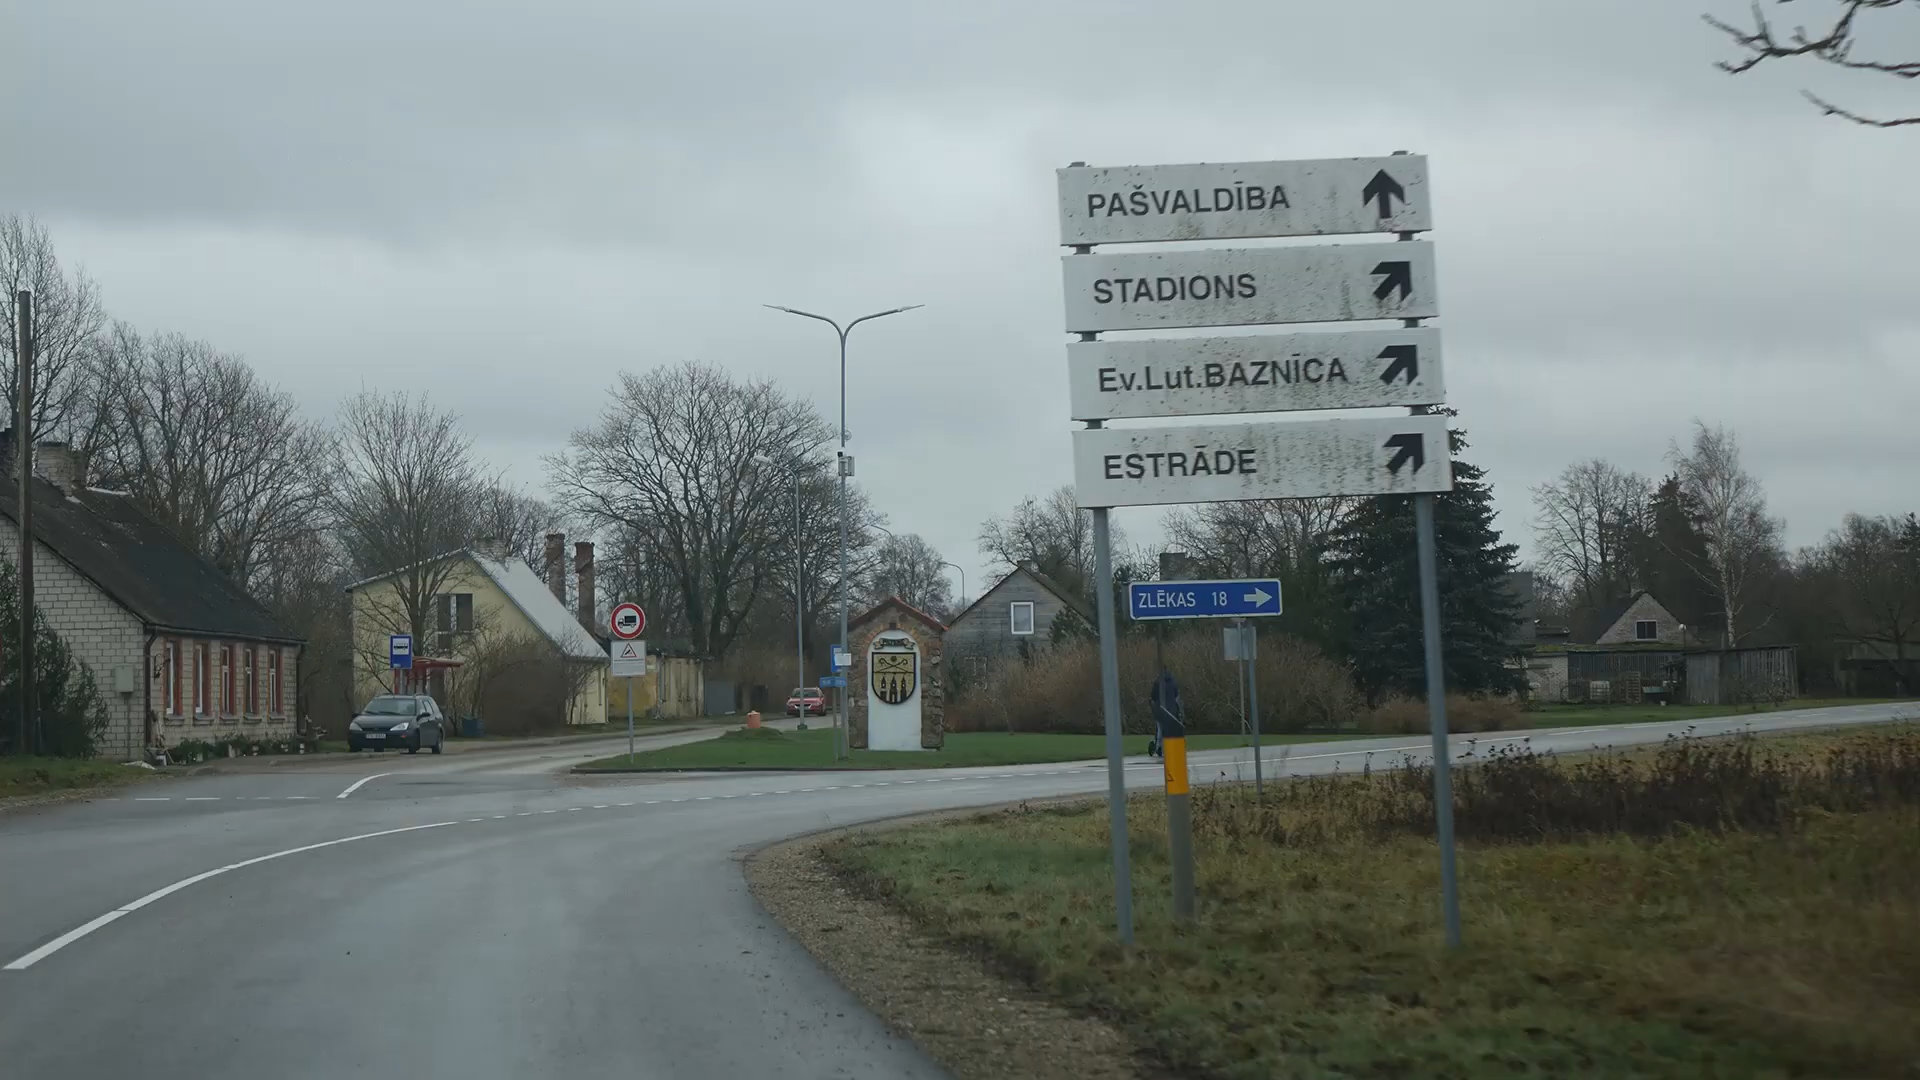 PAŠVALDĪBA
STADIONS
Ev.Lut.BAZNĪCA
ESTRĀDE
ZLĒKAS 18